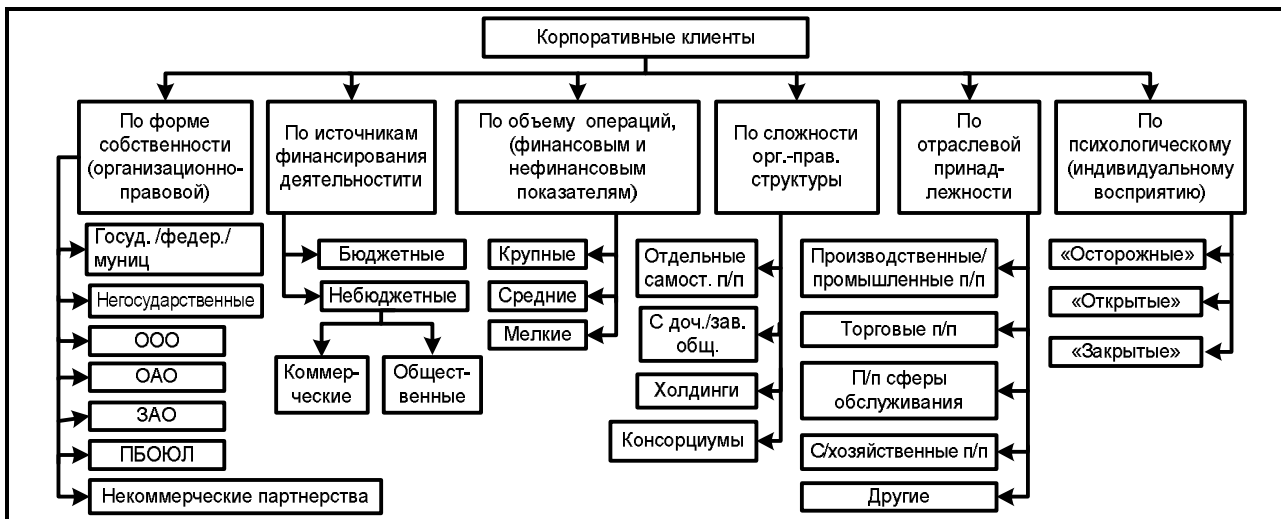 Корпоративные клиенты
По форме
собственности
(организационно-
правовой)
По источникам
финансирования
деятельностити
По объему операций,
(финансовым и
нефинансовым
показателям)
По сложности
орг.-прав.
структуры
По
отраслевой
принад-
лежности
По
психологическому
(индивидуальному
восприятию)
Госуд. /федер./
муниц
Негосударственные
ООО
ОАО
ЗАО
ПБОЮЛ
Некоммерческие партнерства
Бюджетные
Небюджетные
Коммер-
ческие
Общест-
венные
Крупные
Средние
Мелкие
Отдельные
самост. п/п
С доч./зав.
общ.
Холдинги
Консорциумы
Производственные/
промышленные п/п
Торговые п/п
П/п сферы
обслуживания
С/хозяйственные п/п
Другие
«Осторожные»
«Открытые»
«Закрытые»